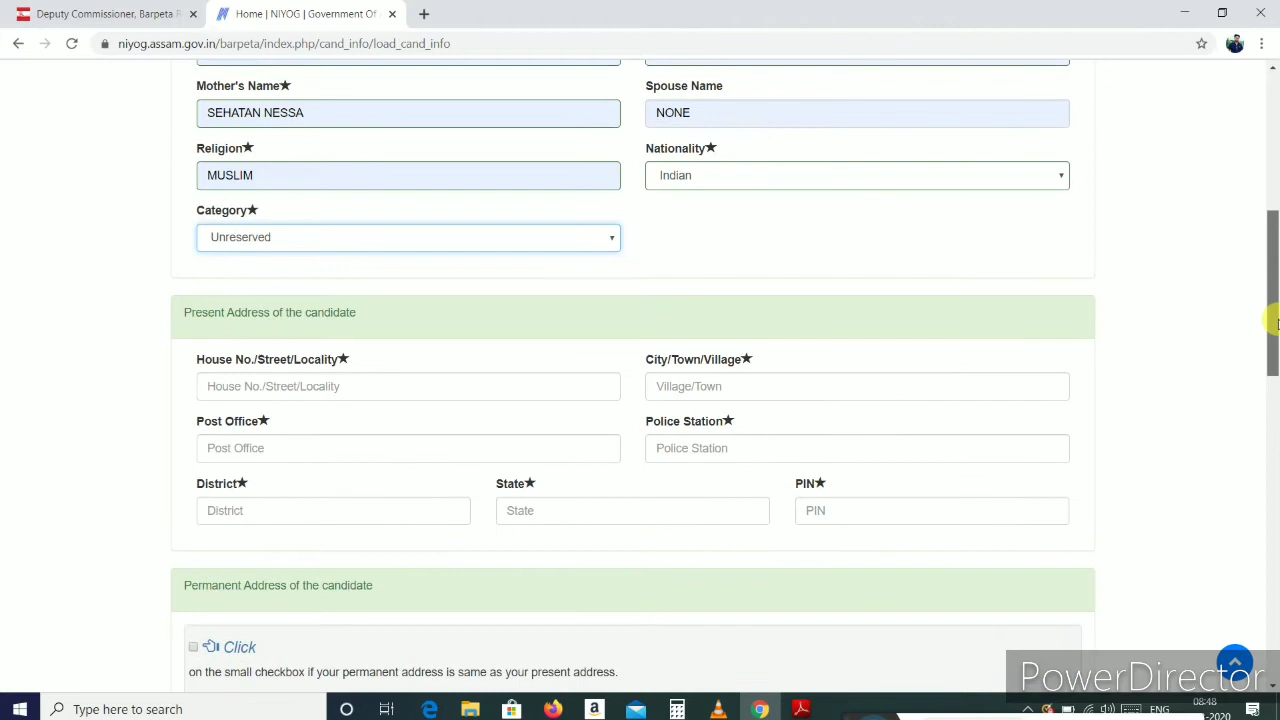 Deputy Commissioner, Barpeta R
Home | NIYOG | Government Of
niyog.assam.gov.in/barpeta/index.php/cand_info/load_cand_info
Mother's Name★ Spouse Name
SEHATAN NESSA NONE
Religion★ Nationality★
MUSLIM Indian
Category★
Unreserved
Present Address of the candidate
House No./Street/Locality★ City/Town/Village★
House No./Street/Locality Village/Town
Post Office★ Police Station★
Post Office Police Station
District★ State★ PIN★
District State PIN
Permanent Address of the candidate
Click
on the small checkbox if your permanent address is same as your present address.
PowerDirector
Type here to search
ENG
08:48
-2020